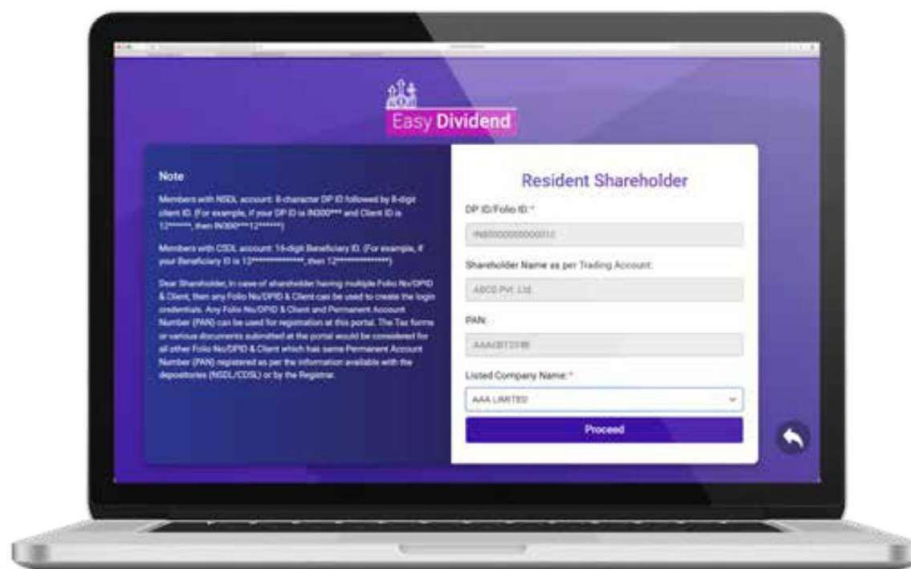 Easy Dividend
Note
Members with NSDL account: 8-character DP ID followed by 8-digit
client ID. (For example, if your DP ID is IN300*** and Client ID is
12******, then IN300***12******)
Members with CSDL account: 16-digit Beneficiary ID. (For example, if
your Beneficiary ID is 12**************, then 12**************)
Dear Shareholder, in case of shareholder having multiple Folio No/DPID
& Client, then any Folio No/DPID & Client can be used to create the login
credentials. Any Folio No/DPID & Client and Permanent Account
Number (PAN) can be used for registration at this portal. The Tax forms
or various documents submitted at the portal would be considered for
all other Folio No/DPID & Client which has same Permanent Account
Number (PAN) registered as per the information available with the
depositories (NSDL/CDSL) or by the Registrar.
Resident Shareholder
DP ID/Folio ID:*
Shareholder Name as per Trading Account:
ABCD Pvt. Ltd.
PAN:
Listed Company Name:*
AAA LIMITED
Proceed